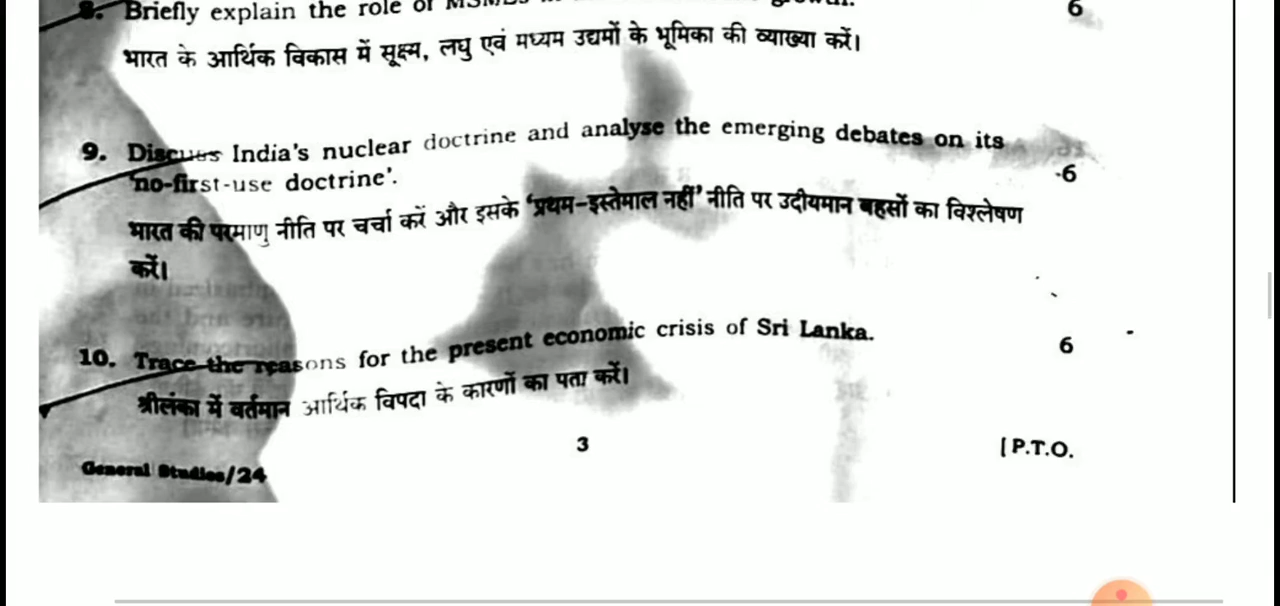 8. Briefly explain the role of MSMEs in
भारत के आर्थिक विकास में सूक्ष्म, लघु एवं मध्यम उद्यमों के भूमिका की व्याख्या करें।
6
9. Discuss India's nuclear doctrine and analyse the emerging debates on its
'no-first-use doctrine'.
6
भारत की परमाणु नीति पर चर्चा करें और इसके 'प्रथम-इस्तेमाल नहीं' नीति पर उदीयमान बहसों का विश्लेषण
करें।
10. Trace the reasons for the present economic crisis of Sri Lanka.
6
श्रीलंका में वर्तमान आर्थिक विपदा के कारणों का पता करें।
3
[ P.T.O.
General Studies/24